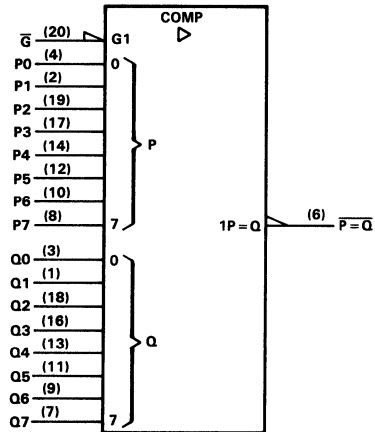 COMP
G̅ (20) G1
P0 (4) 0
P1 (2)
P2 (19)
P3 (17)
P4 (14)
P5 (12)
P6 (10)
P7 (8) 7
P
1P=Q (6) P̅=̅Q̅
Q0 (3) 0
Q1 (1)
Q2 (18)
Q3 (16)
Q4 (13)
Q5 (11)
Q6 (9)
Q7 (7) 7
Q